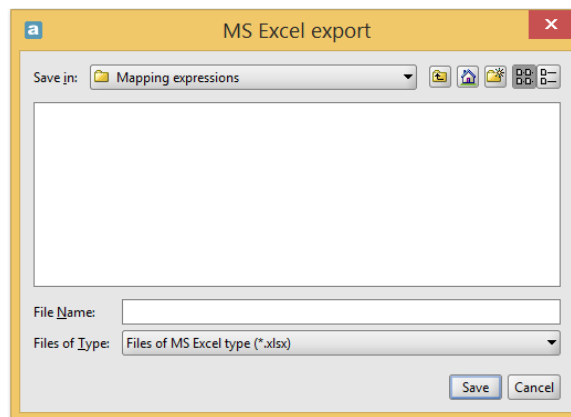 a MS Excel export x
Save in: Mapping expressions
File Name:
Files of Type: Files of MS Excel type (*.xlsx)
Save Cancel